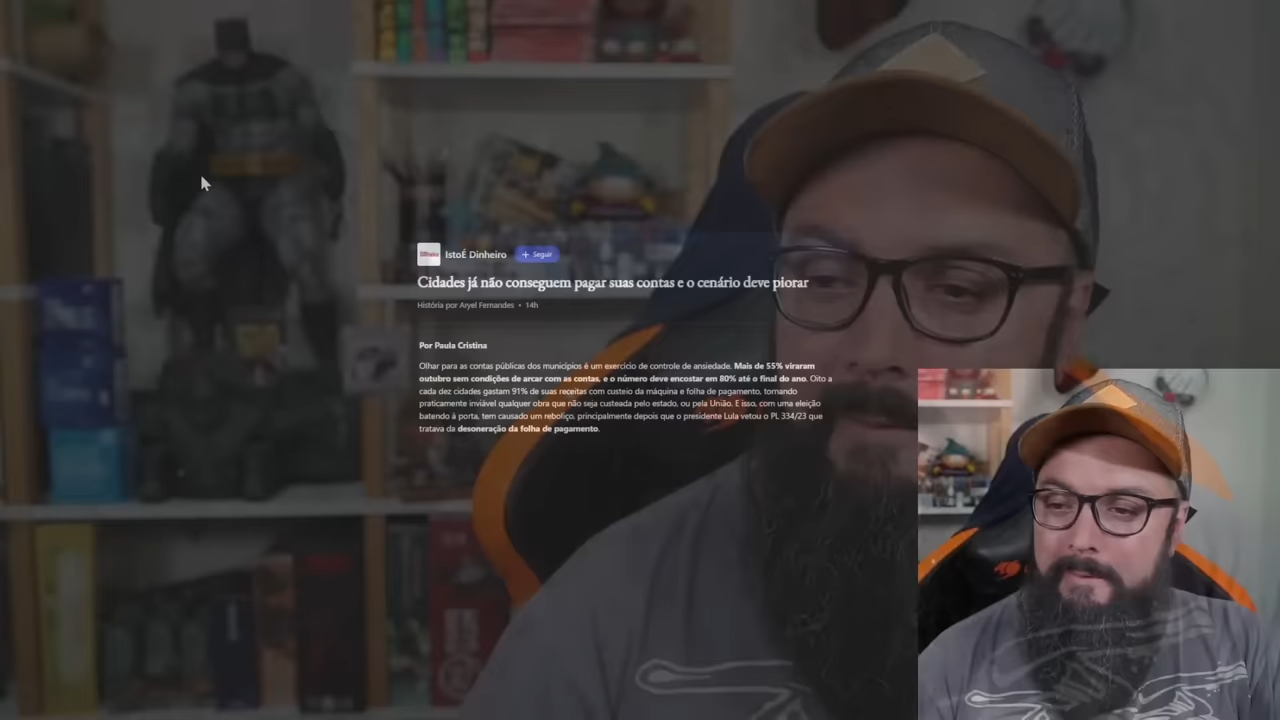 IstoÉ Dinheiro + Seguir
Cidades já não conseguem pagar suas contas e o cenário deve piorar
História por Aryel Fernandes • 14h
Por Paula Cristina
Olhar para as contas públicas dos municípios é um exercício de controle de ansiedade. Mais de 55% viraram
outubro sem condições de arcar com as contas, e o número deve encostar em 80% até o final do ano. Oito a
cada dez cidades gastam 91% de suas receitas com custeio da máquina e folha de pagamento, tornando
praticamente inviável qualquer obra que não seja custeada pelo estado, ou pela União. E isso, com uma eleição
batendo à porta, tem causado um reboliço, principalmente depois que o presidente Lula vetou o PL 334/23 que
tratava da desoneração da folha de pagamento.